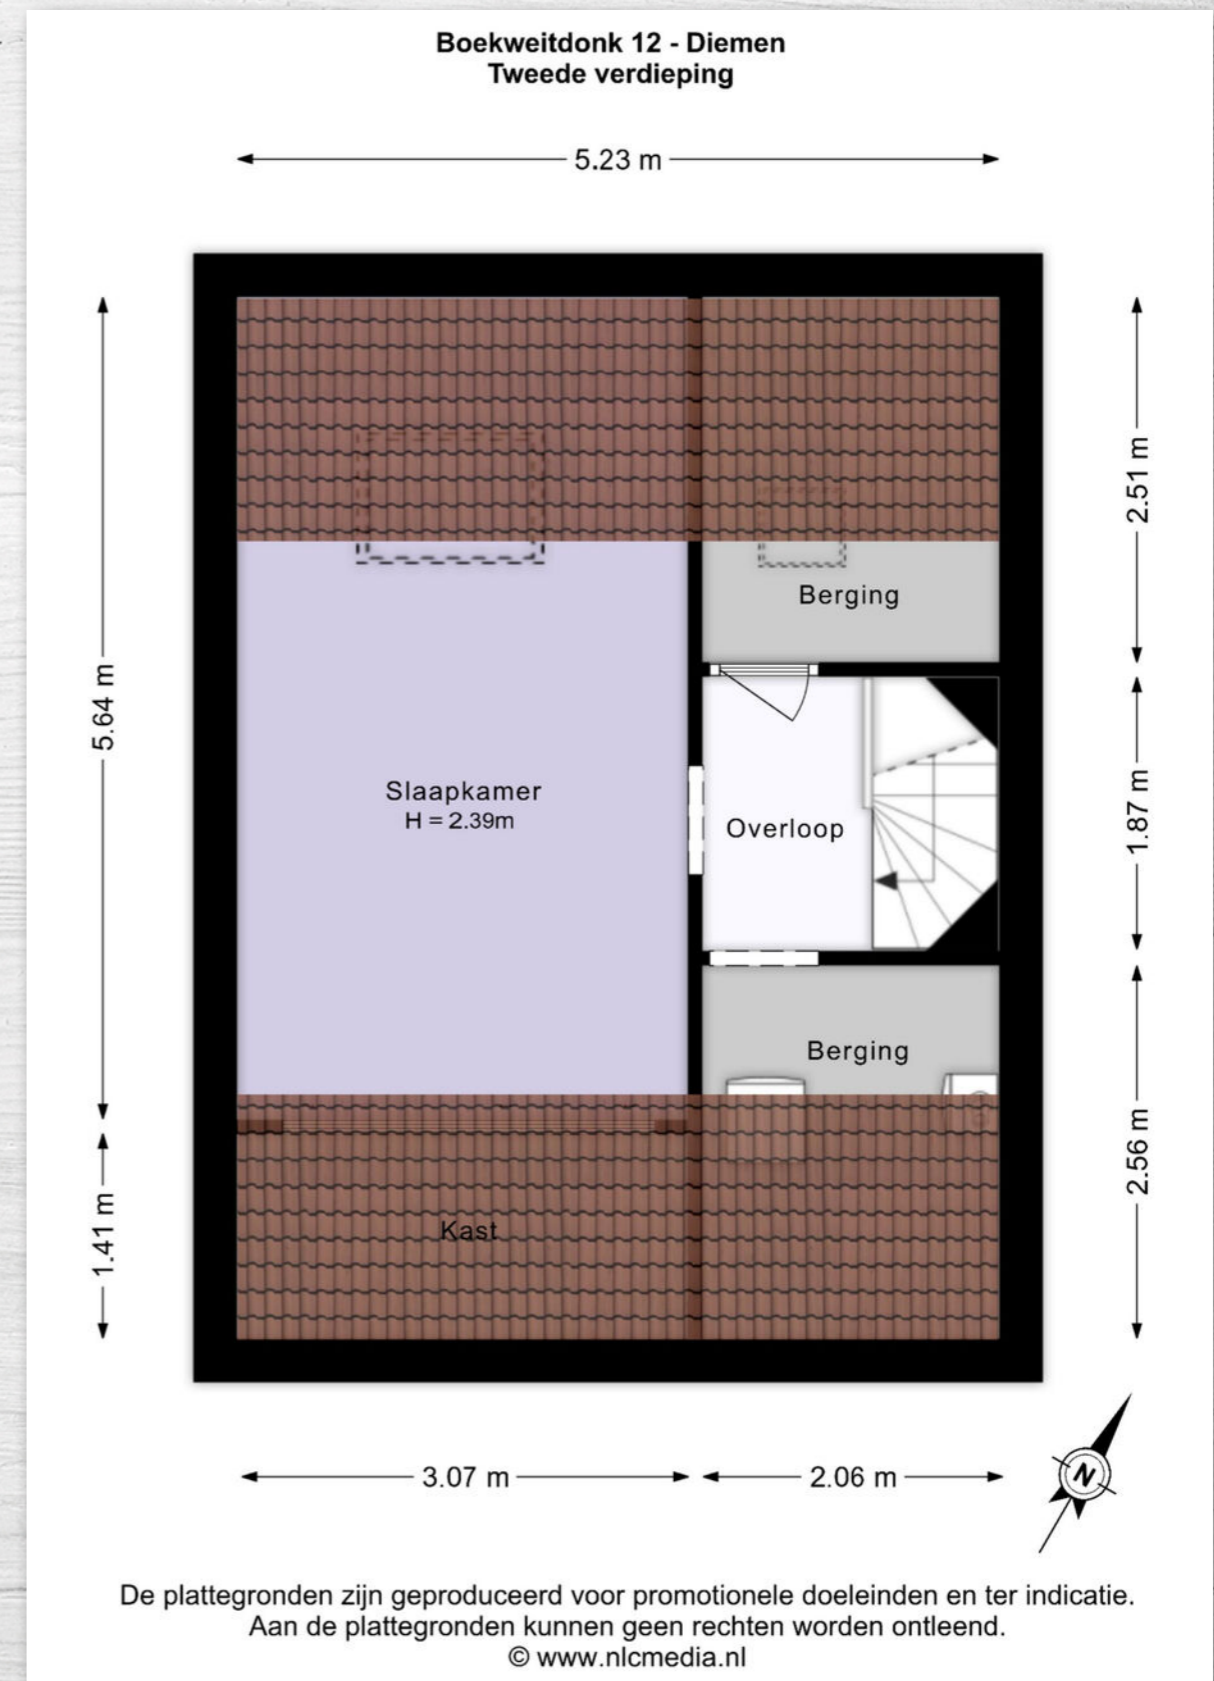 Boekweitdonk 12 - Diemen
Tweede verdieping
5.23 m
2.51 m
Berging
5.64 m
Slaapkamer
H = 2.39m
Overloop
1.87 m
Berging
2.56 m
1.41 m
Kast
3.07 m
2.06 m
N
De plattegronden zijn geproduceerd voor promotionele doeleinden en ter indicatie.
Aan de plattegronden kunnen geen rechten worden ontleend.
© www.nlcmedia.nl